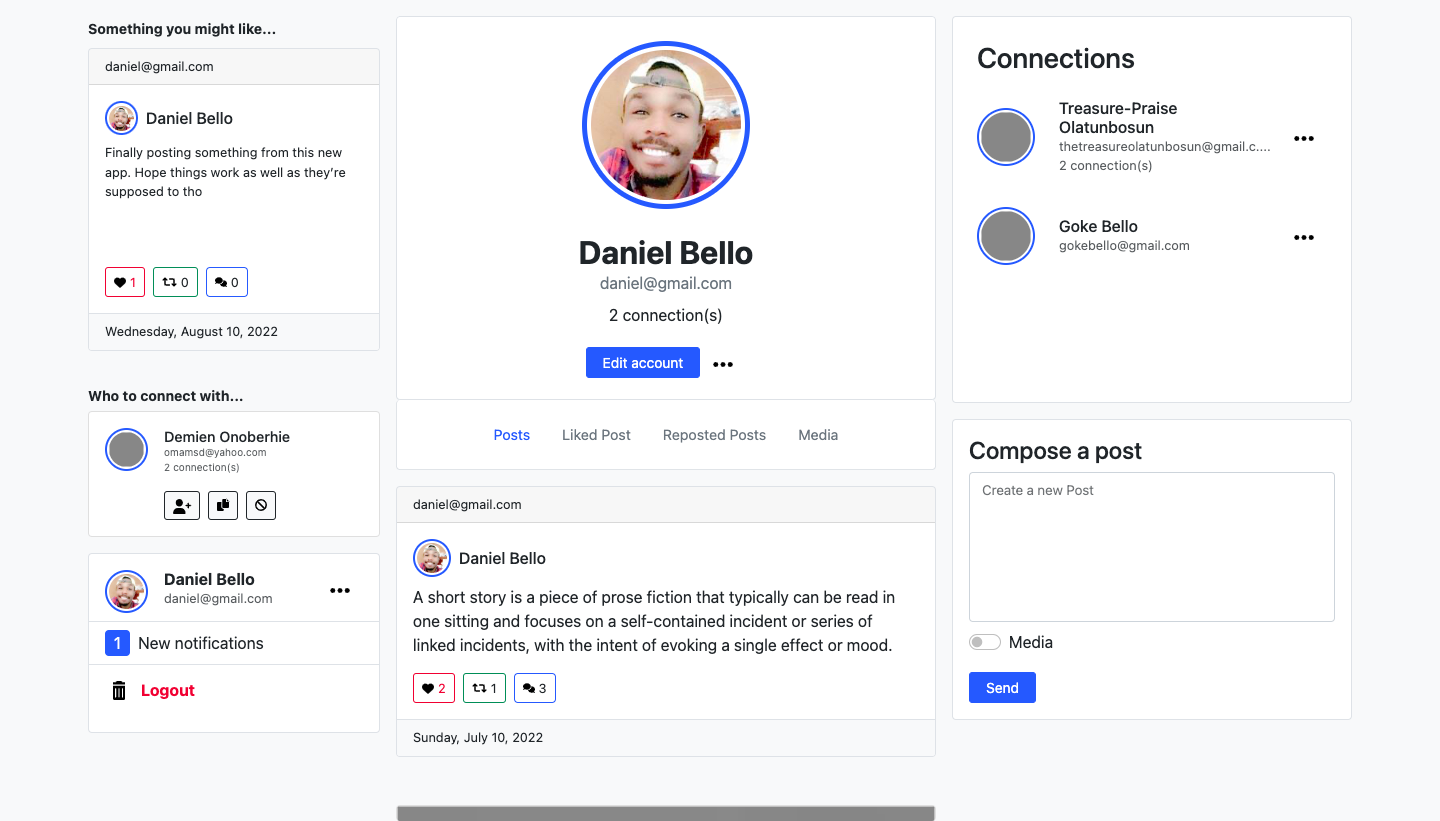 Something you might like...
daniel@gmail.com
Daniel Bello
Finally posting something from this new
app. Hope things work as well as they're
supposed to tho
1
0
0
Wednesday, August 10, 2022
Who to connect with...
Demien Onoberhie
omamsd@yahoo.com
2 connection(s)
Daniel Bello
daniel@gmail.com
1 New notifications
Logout
Daniel Bello
daniel@gmail.com
2 connection(s)
Edit account
Posts
Liked Post
Reposted Posts
Media
daniel@gmail.com
Daniel Bello
A short story is a piece of prose fiction that typically can be read in
one sitting and focuses on a self-contained incident or series of
linked incidents, with the intent of evoking a single effect or mood.
2
1
3
Sunday, July 10, 2022
Connections
Treasure-Praise
Olatunbosun
thetreasureolatunbosun@gmail.c....
2 connection(s)
Goke Bello
gokebello@gmail.com
Compose a post
Create a new Post
Media
Send